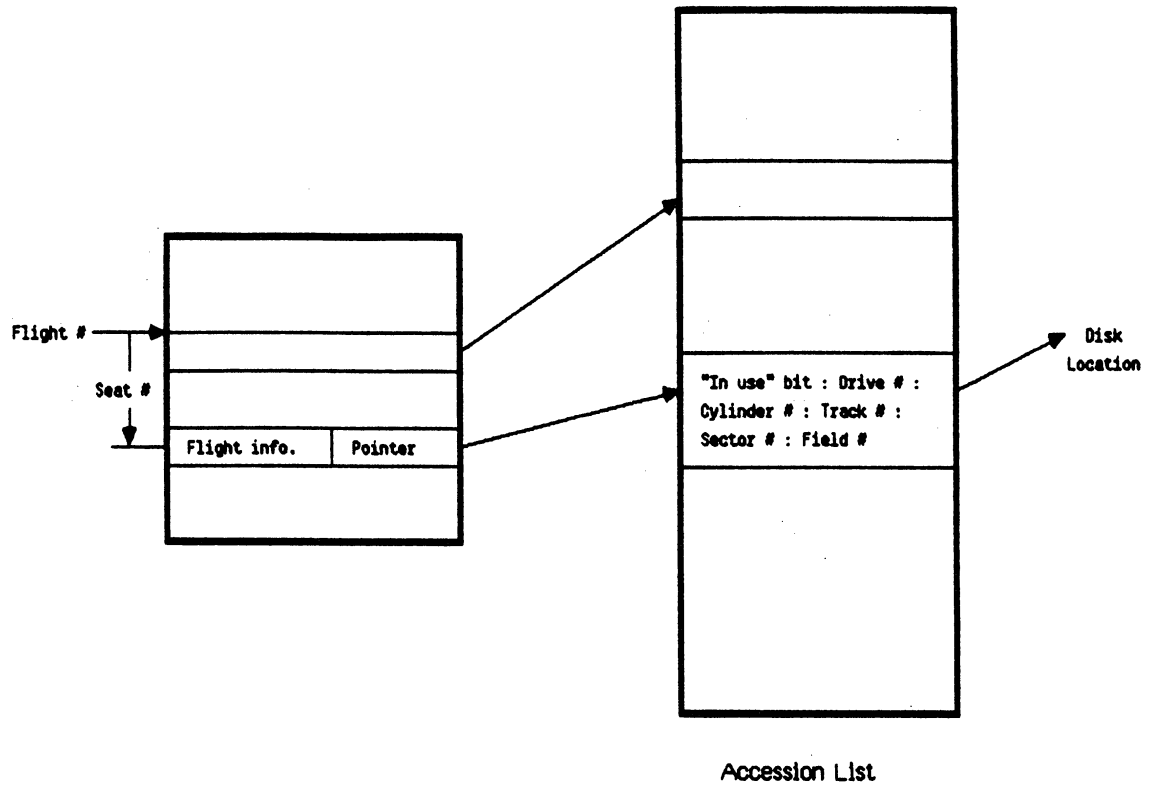 Flight #
Seat #
Flight info.
Pointer
"In use" bit : Drive # :
Cylinder # : Track # :
Sector # : Field #
Disk
Location
Accession List